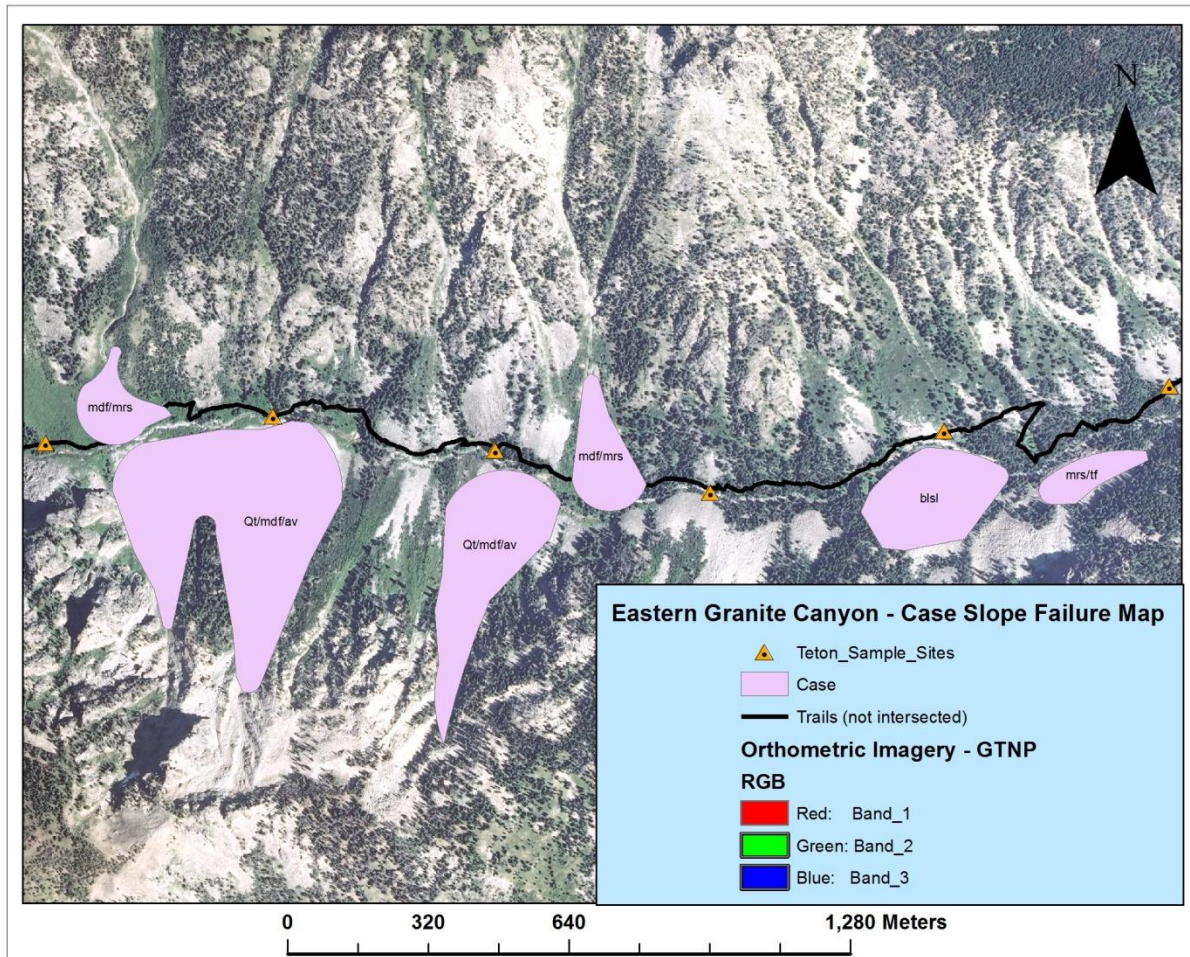 N
mdf/mrs
mdf/mrs
mrs/tf
blsl
Qt/mdf/av
Qt/mdf/av
Eastern Granite Canyon - Case Slope Failure Map
Teton_Sample_Sites
Case
Trails (not intersected)
Orthometric Imagery - GTNP
RGB
Red: Band_1
Green: Band_2
Blue: Band_3
0 320 640 1,280 Meters